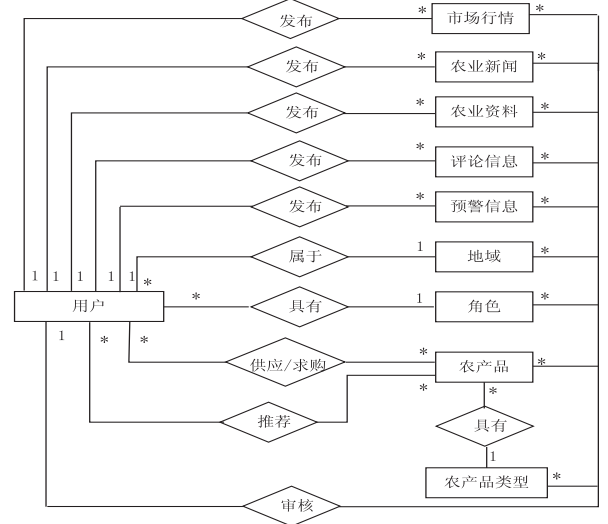 发布 * 市场行情 *
发布 * 农业新闻 *
发布 * 农业资料 *
发布 * 评论信息 *
发布 * 预警信息 *
属于 1 地域 *
1 1 1 1 1 *
用户 * 具有 1 角色 *
1 * * 供应/求购 * 农产品 *
推荐 * *
具有
1
农产品类型 *
审核